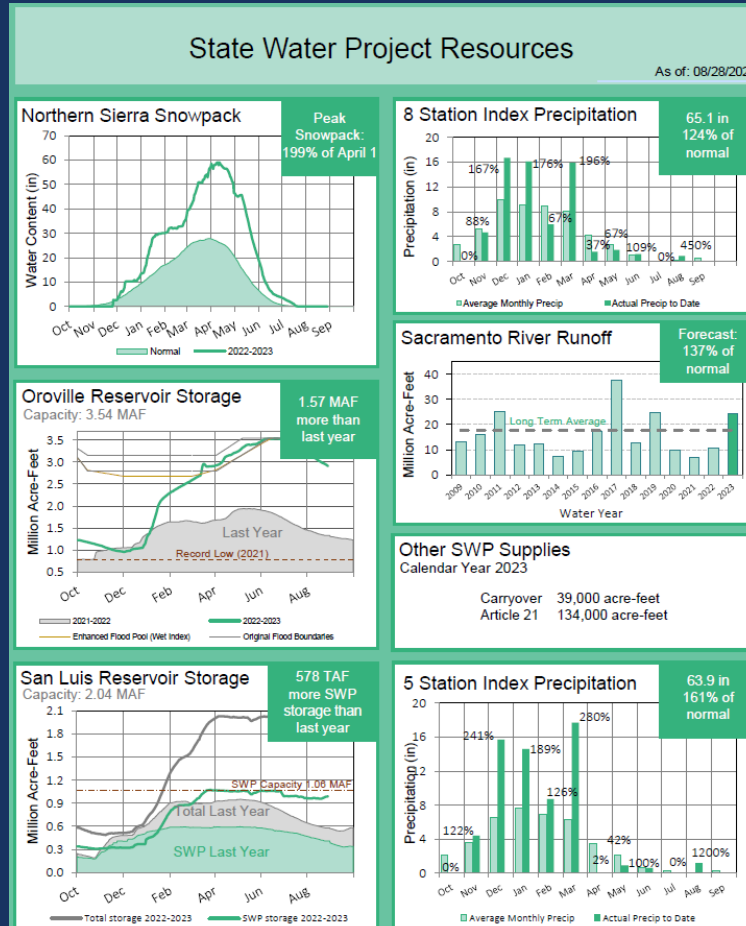 State Water Project Resources
As of: 08/28/202
Northern Sierra Snowpack
Peak
Snowpack:
199% of April 1
Water Content (in)
70
60
50
40
30
20
10
0
Oct Nov Dec Jan Feb Mar Apr May Jun Jul Aug Sep
Normal 2022-2023
Oroville Reservoir Storage
Capacity: 3.54 MAF
1.57 MAF
more than
last year
Million Acre-Feet
3.5
3.0
2.5
2.0
1.5
1.0
0.5
Last Year
Record Low (2021)
Oct Dec Feb Apr Jun Aug
2021-2022 2022-2023
Enhanced Flood Pool (Wet Index) Original Flood Boundaries
San Luis Reservoir Storage
Capacity: 2.04 MAF
578 TAF
more SWP
storage than
last year
Million Acre-Feet
2.1
1.8
1.5
1.2
0.9
0.6
0.3
0.0
SWP Capacity 1.06 MAF
Total Last Year
SWP Last Year
Oct Dec Feb Apr Jun Aug
Total storage 2022-2023 SWP storage 2022-2023
8 Station Index Precipitation
65.1 in
124% of
normal
Precipitation (in)
20
16
12
8
4
0
0% 88% 167% 176% 67% 196% 37% 67% 109% 0% 450%
Oct Nov Dec Jan Feb Mar Apr May Jun Jul Aug Sep
Average Monthly Precip Actual Precip to Date
Sacramento River Runoff
Forecast:
137% of
normal
Million Acre-Feet
40
30
20
10
0
Long Term Average
2009 2010 2011 2012 2013 2014 2015 2016 2017 2018 2019 2020 2021 2022 2023
Water Year
Other SWP Supplies
Calendar Year 2023
Carryover 39,000 acre-feet
Article 21 134,000 acre-feet
5 Station Index Precipitation
63.9 in
161% of
normal
Precipitation (in)
20
16
12
8
4
0
0% 122% 241% 189% 126% 280% 2% 42% 100% 0% 1200%
Oct Nov Dec Jan Feb Mar Apr May Jun Jul Aug Sep
Average Monthly Precip Actual Precip to Date